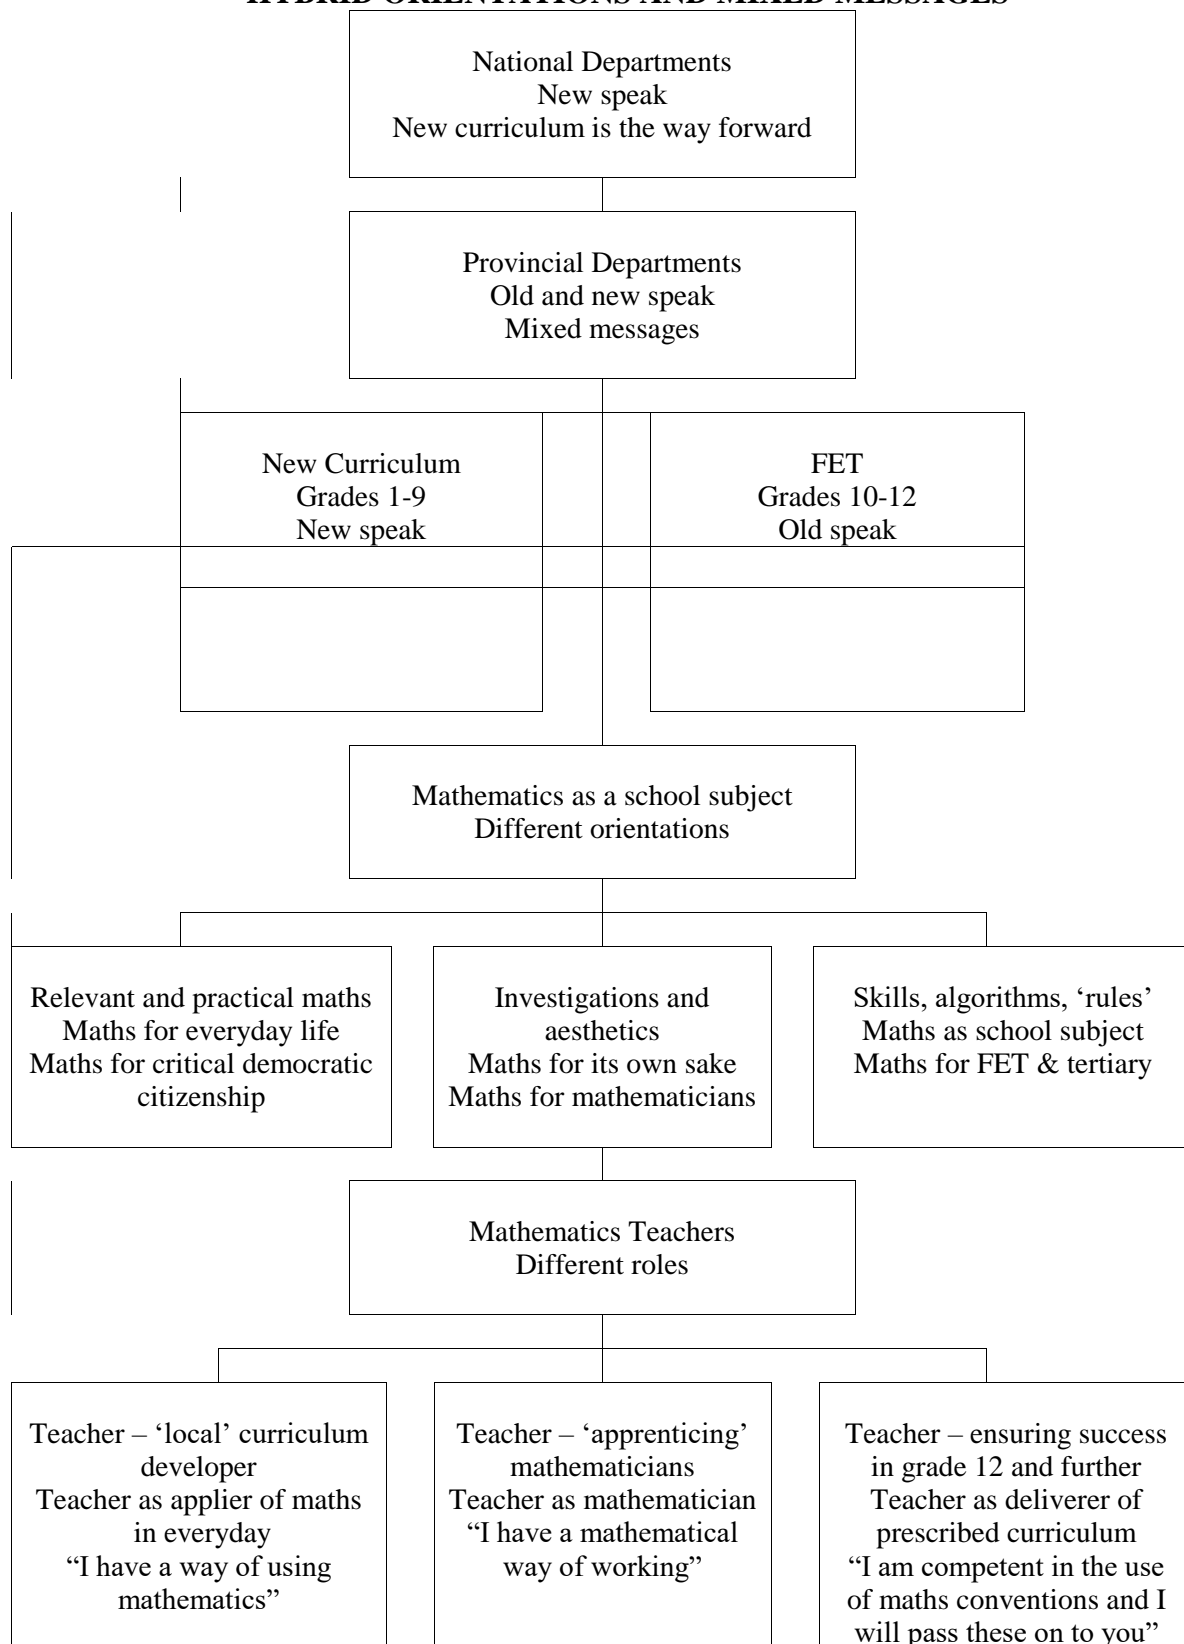 HYBRID ORIENTATIONS AND MIXED MESSAGES
National Departments
New speak
New curriculum is the way forward
Provincial Departments
Old and new speak
Mixed messages
New Curriculum
Grades 1-9
New speak
FET
Grades 10-12
Old speak
Mathematics as a school subject
Different orientations
Relevant and practical maths
Maths for everyday life
Maths for critical democratic
citizenship
Investigations and
aesthetics
Maths for its own sake
Maths for mathematicians
Skills, algorithms, ‘rules’
Maths as school subject
Maths for FET & tertiary
Mathematics Teachers
Different roles
Teacher – ‘local’ curriculum
developer
Teacher as applier of maths
in everyday
“I have a way of using
mathematics”
Teacher – ‘apprenticing’
mathematicians
Teacher as mathematician
“I have a mathematical
way of working”
Teacher – ensuring success
in grade 12 and further
Teacher as deliverer of
prescribed curriculum
“I am competent in the use
of maths conventions and I
will pass these on to you”